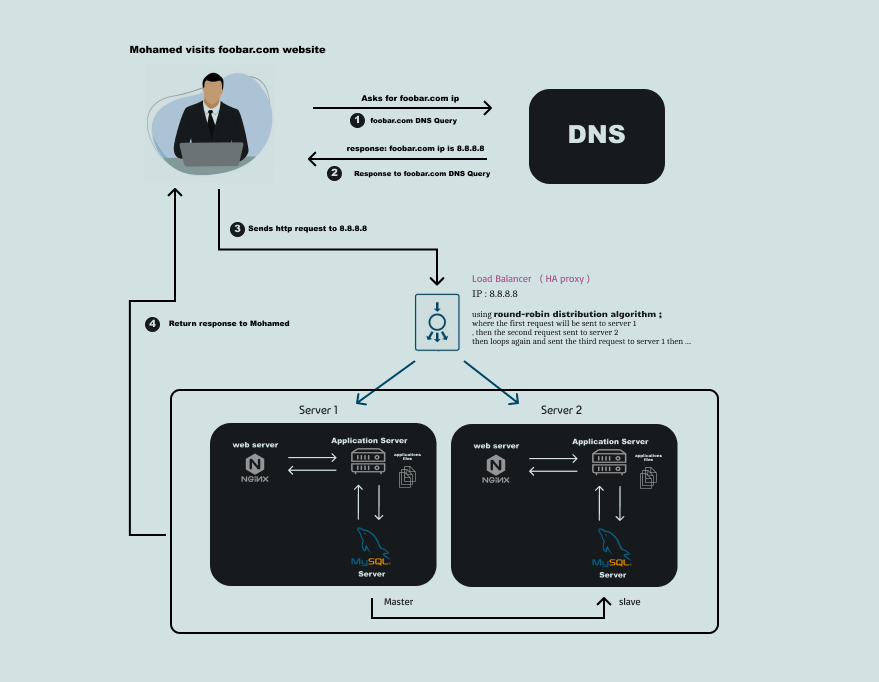 Mohamed visits foobar.com website
Asks for foobar.com ip
1 foobar.com DNS Query
response: foobar.com ip is 8.8.8.8
2 Response to foobar.com DNS Query
DNS
3 Sends http request to 8.8.8.8
Load Balancer ( HA proxy )
IP : 8.8.8.8
using round-robin distribution algorithm ;
where the first request will be sent to server 1
, then the second request sent to server 2
then loops again and sent the third request to server 1 then ...
4 Return response to Mohamed
Server 1
web server
NGINX
Application Server
applications
files
MySQL
Server
Server 2
web server
NGINX
Application Server
applications
files
MySQL
Server
Master
slave